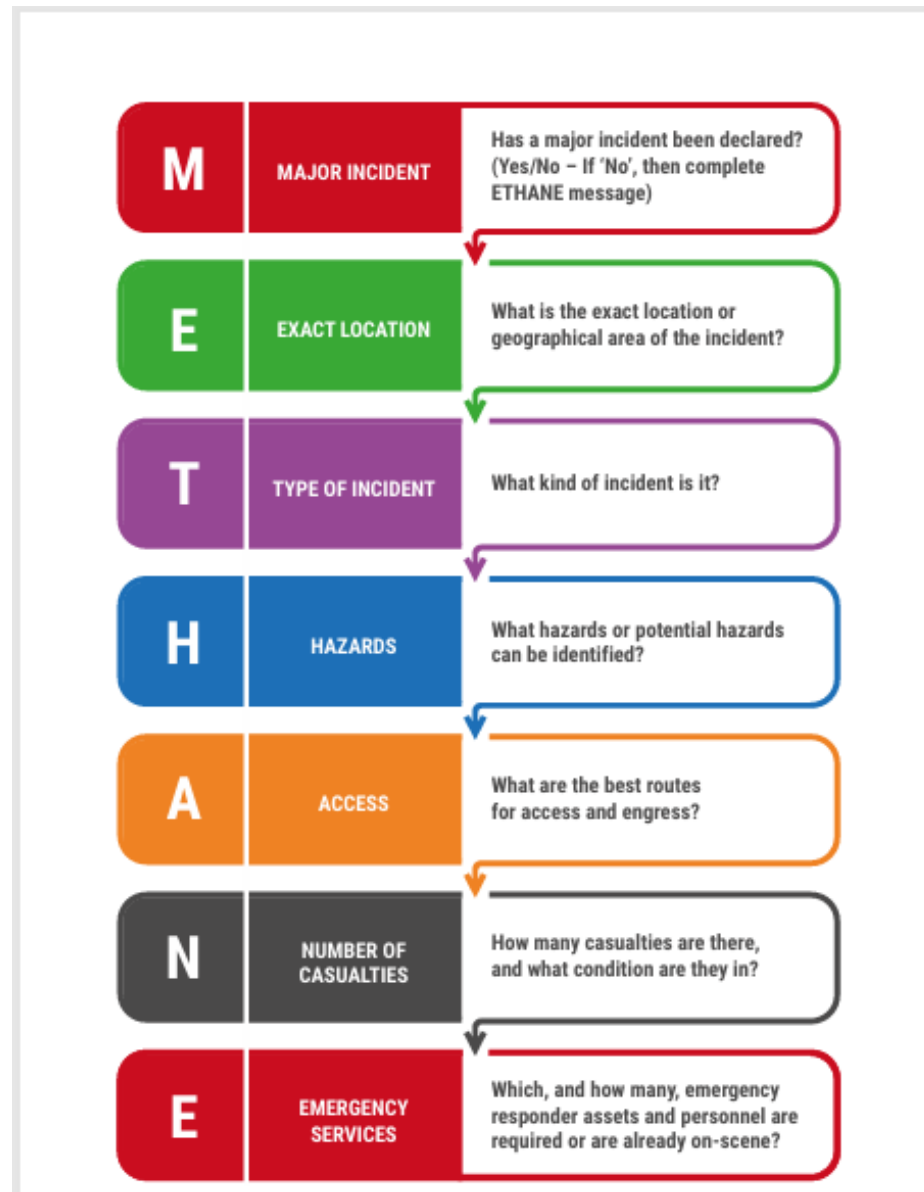 M
MAJOR INCIDENT
Has a major incident been declared?
(Yes/No – If ‘No’, then complete
ETHANE message)
E
EXACT LOCATION
What is the exact location or
geographical area of the incident?
T
TYPE OF INCIDENT
What kind of incident is it?
H
HAZARDS
What hazards or potential hazards
can be identified?
A
ACCESS
What are the best routes
for access and engress?
N
NUMBER OF
CASUALTIES
How many casualties are there,
and what condition are they in?
E
EMERGENCY
SERVICES
Which, and how many, emergency
responder assets and personnel are
required or are already on-scene?